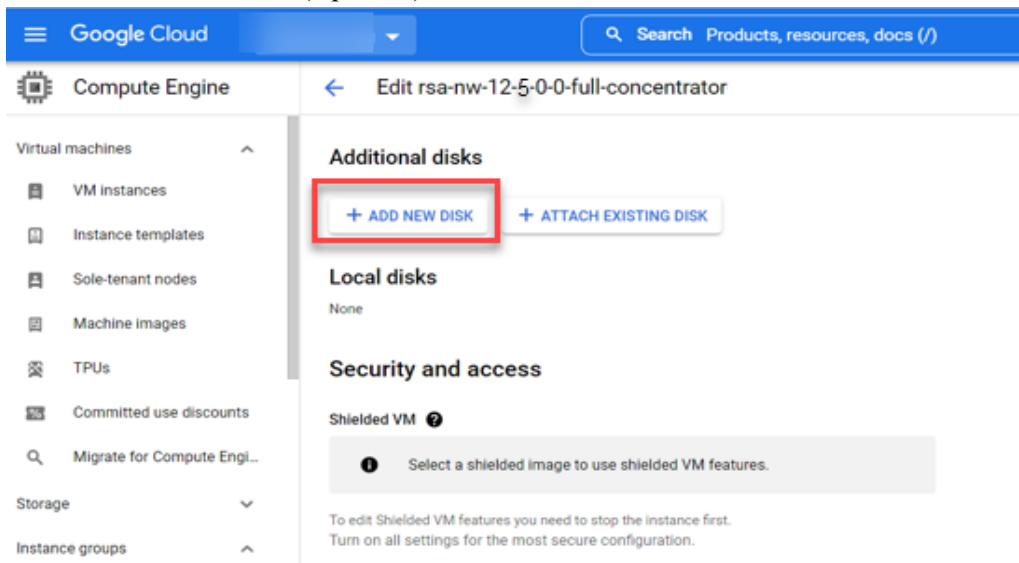 Google Cloud
Search Products, resources, docs (/)
Compute Engine
Edit rsa-nw-12-5-0-0-full-concentrator
Virtual machines
VM instances
Instance templates
Sole-tenant nodes
Machine images
TPUs
Committed use discounts
Migrate for Compute Engi...
Storage
Instance groups
Additional disks
+ ADD NEW DISK
+ ATTACH EXISTING DISK
Local disks
None
Security and access
Shielded VM
Select a shielded image to use shielded VM features.
To edit Shielded VM features you need to stop the instance first.
Turn on all settings for the most secure configuration.